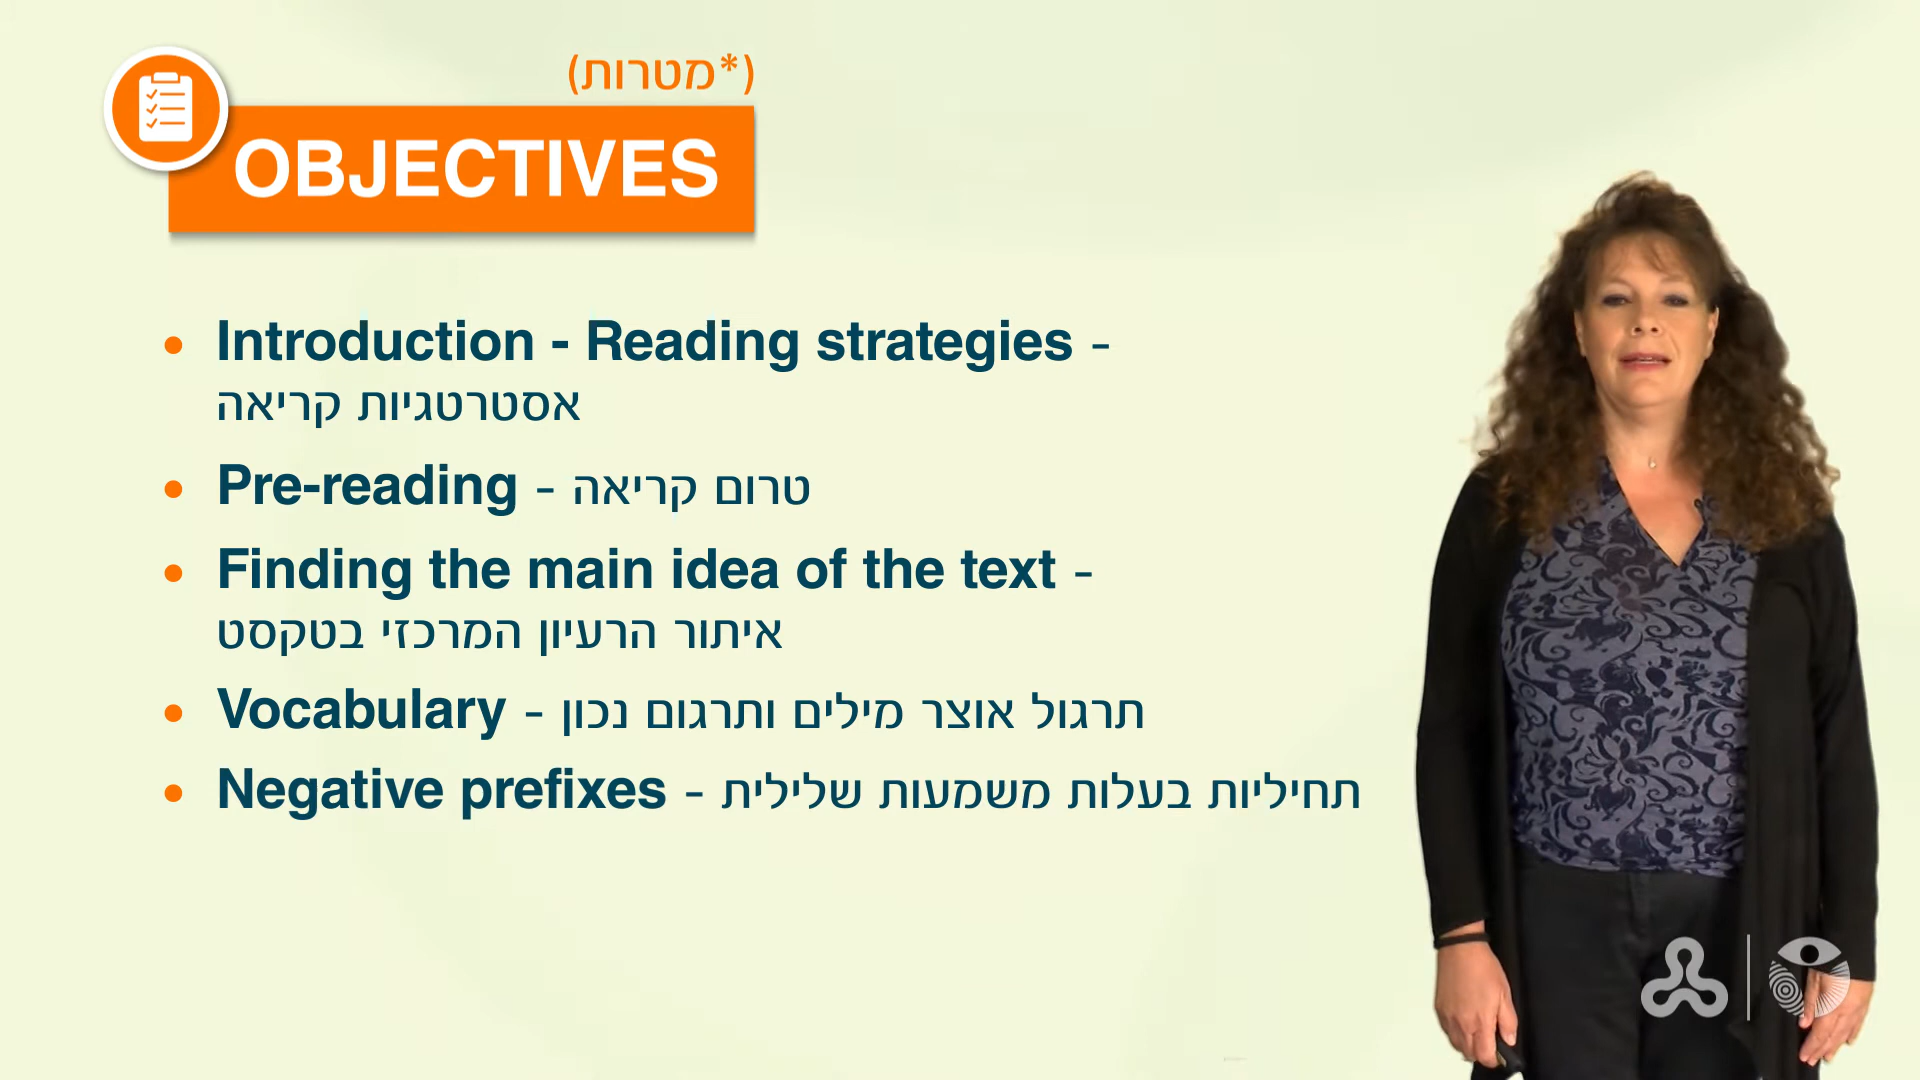 (*מטרות)
OBJECTIVES
• Introduction - Reading strategies -
אסטרטגיות קריאה
• Pre-reading - טרום קריאה
• Finding the main idea of the text -
איתור הרעיון המרכזי בטקסט
• Vocabulary - תרגול אוצר מילים ותרגום נכון
• Negative prefixes - תחיליות בעלות משמעות שלילית